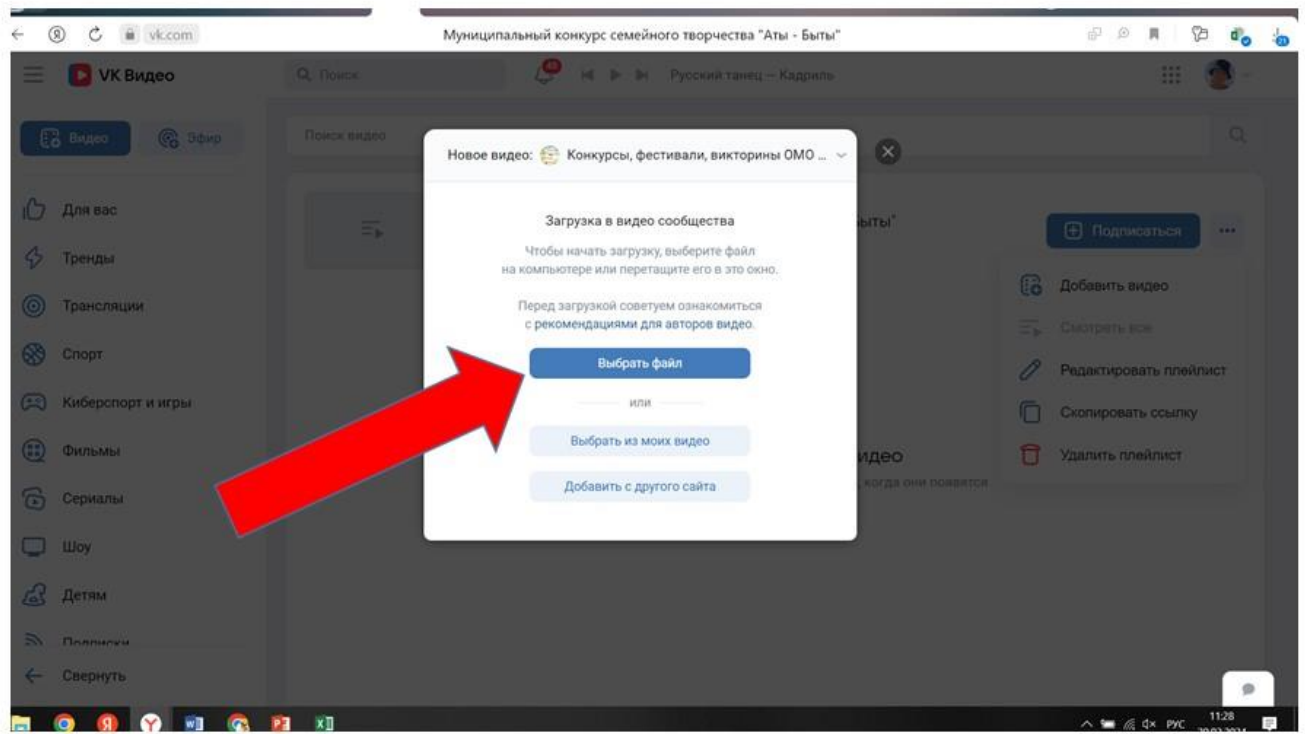 vk.com
Муниципальный конкурс семейного творчества "Аты - Быты"
VK Видео
Поиск
Русский танец — Кадриль
Видео
Эфир
Поиск видео
Для вас
Тренды
Трансляции
Спорт
Киберспорт и игры
Фильмы
Сериалы
Шоу
Детям
Подписки
Свернуть
Новое видео: Конкурсы, фестивали, викторины ОМО ...
Загрузка в видео сообщества
Чтобы начать загрузку, выберите файл
на компьютере или перетащите его в это окно.
Перед загрузкой советуем ознакомиться
с рекомендациями для авторов видео.
Выбрать файл
или
Выбрать из моих видео
Добавить с другого сайта
Быты"
Подписаться
Добавить видео
Смотреть все
Редактировать плейлист
Скопировать ссылку
Удалить плейлист
идео
, когда они появятся
РУС
11:28